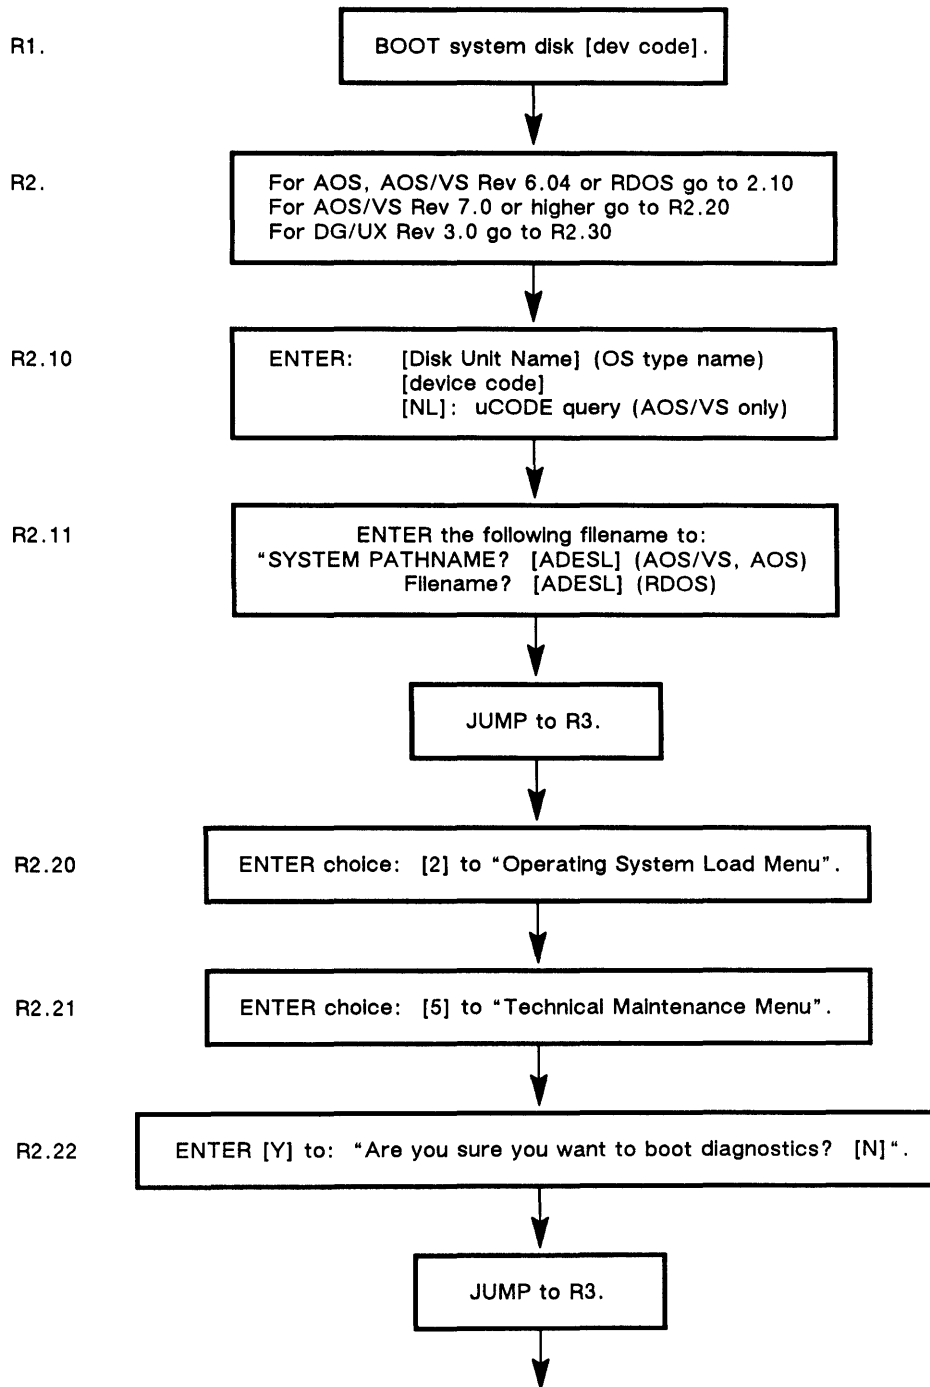 R1.
BOOT system disk [dev code].
R2.
For AOS, AOS/VS Rev 6.04 or RDOS go to 2.10
For AOS/VS Rev 7.0 or higher go to R2.20
For DG/UX Rev 3.0 go to R2.30
R2.10
ENTER: [Disk Unit Name] (OS type name)
[device code]
[NL]: uCODE query (AOS/VS only)
R2.11
ENTER the following filename to:
"SYSTEM PATHNAME? [ADESL] (AOS/VS, AOS)
Filename? [ADESL] (RDOS)
JUMP to R3.
R2.20
ENTER choice: [2] to "Operating System Load Menu".
R2.21
ENTER choice: [5] to "Technical Maintenance Menu".
R2.22
ENTER [Y] to: "Are you sure you want to boot diagnostics? [N]".
JUMP to R3.